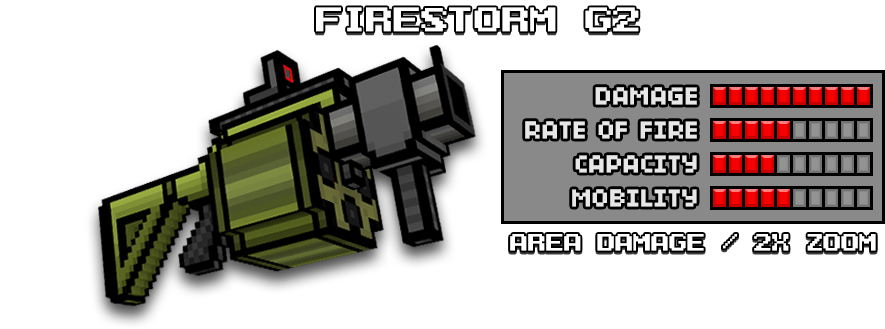 FIRESTORM G2
DAMAGE
RATE OF FIRE
CAPACITY
MOBILITY
AREA DAMAGE / 2X ZOOM